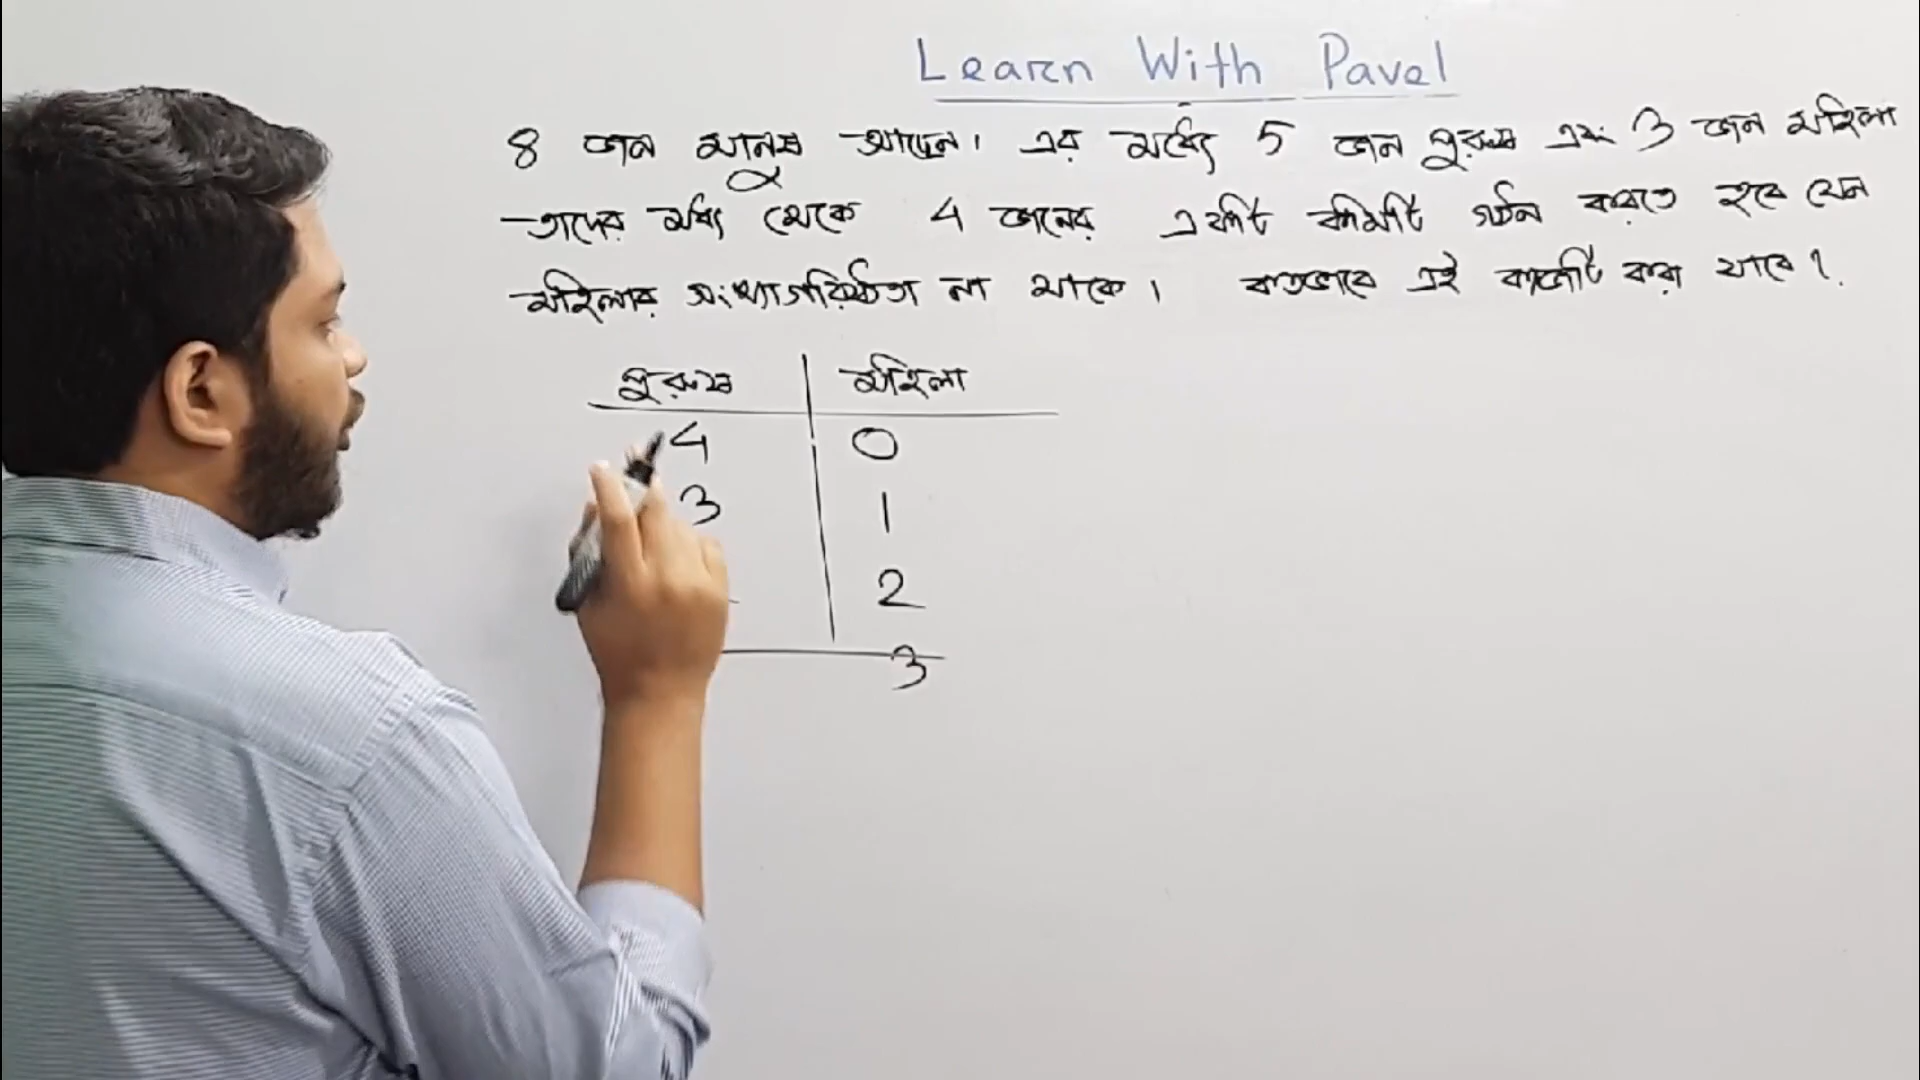 Learn With Pavel
8 জন মানুষ আছেন। এর মধ্যে 5 জন পুরুষ এবং 3 জন মহিলা
তাদের মধ্য থেকে 4 জনের একটি কমিটি গঠন করতে হবে যেন
মহিলার সংখ্যাগরিষ্ঠতা না থাকে। কতভাবে এই কাজটি করা যাবে?
পুরুষ মহিলা
4 0
3 1
2
3